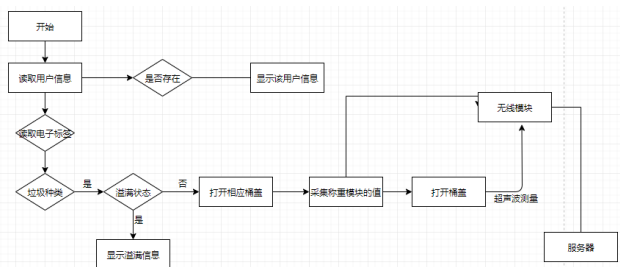 开始
读取用户信息
是否存在
显示该用户信息
无线模块
读取电子标签
垃圾种类
是
溢满状态
否
打开相应桶盖
采集称重模块的值
打开桶盖
超声波测量
是
显示溢满信息
服务器